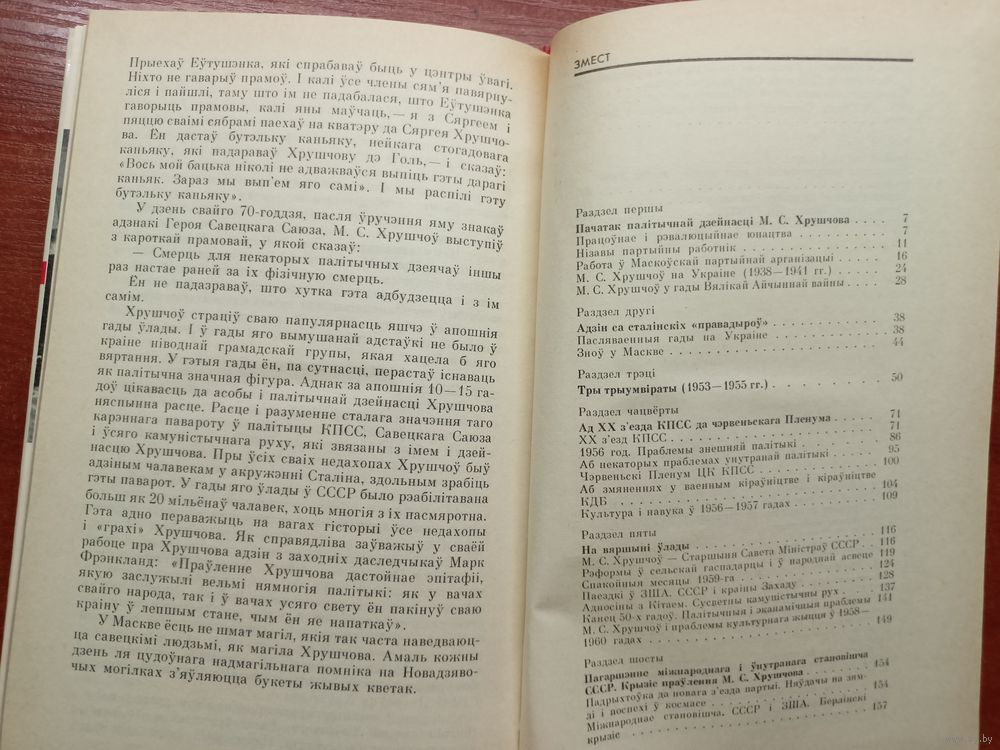 Прыехаў Еўтушэнка, які спрабаваў быць у цэнтры ўвагі.
Ніхто не гаварыў прамоў. І калі ўсе члены сям'я павярну-
ліся і пайшлі, таму што ім не падабалася, што Еўтушэнка
гаворыць прамовы, калі яны маўчаць,— я з Сяргеем і
пяццю сваімі сябрамі паехаў на кватэру да Сяргея Хрушчо-
ва. Ён дастаў бутэльку каньяку, нейкага стогадовага
каньяку, які падараваў Хрушчову дэ Голь,— і сказаў:
«Вось мой бацька ніколі не адважваўся выпіць гэты дарагі
каньяк. Зараз мы вып'ем яго самі». І мы распілі гэту
бутэльку каньяку».
У дзень свайго 70-годдзя, пасля ўручэння яму знакаў
адзнакі Героя Савецкага Саюза, М. С. Хрушчоў выступіў
з кароткай прамовай, у якой сказаў:
— Смерць для некаторых палітычных дзеячаў іншы
раз настае раней за іх фізічную смерць.
Ён не падазраваў, што хутка гэта адбудзецца і з ім
самім.
Хрушчоў страціў сваю папулярнасць яшчэ ў апошнія
гады ўлады. І ў гады яго вымушанай адстаўкі не было ў
краіне ніводнай грамадскай групы, якая хацела б яго
вяртання. У гэтыя гады ён, па сутнасці, перастаў існаваць
як палітычна значная фігура. Аднак за апошнія 10—15 га-
доў цікавасць да асобы і палітычнай дзейнасці Хрушчова
няспынна расце. Расце і разуменне сталага значэння таго
карэннага павароту ў палітыцы КПСС, Савецкага Саюза
і ўсяго камуністычнага руху, які звязаны з імем і дзей-
насцю Хрушчова. Пры ўсіх сваіх недахопах Хрушчоў быў
адзіным чалавекам у акружэнні Сталіна, здольным зрабіць
гэты паварот. У гады яго ўлады ў СССР было рэабілітавана
больш як 20 мільёнаў чалавек, хоць многія з іх пасмяротна.
Гэта адно пераважыць на вагах гісторыі ўсе недахопы
і «грахі» Хрушчова. Як справядліва заўважыў у сваёй
рабоце пра Хрушчова адзін з заходніх даследчыкаў Марк
Фрэнкланд: «Праўленне Хрушчова дастойнае эпітафіі,
якую заслужылі вельмі нямногія палітыкі: як у вачах
свайго народа, так і ў вачах усяго свету ён пакінуў сваю
краіну ў лепшым стане, чым ён яе напаткаў».
У Маскве ёсць не шмат магіл, якія так часта наведваюц-
ца савецкімі людзьмі, як магіла Хрушчова. Амаль кожны
дзень ля цудоўнага надмагільнага помніка на Новадзяво-
чых могілках з'яўляюцца букеты жывых кветак.
ЗМЕСТ
Раздзел першы
Пачатак палітычнай дзейнасці М. С. Хрушчова . . . . 7
Працоўнае і рэвалюцыйнае юнацтва . . . . 7
Нізавы партыйны работнік . . . . 11
Работа ў Маскоўскай партыйнай арганізацыі . . . . 16
М. С. Хрушчоў на Украіне (1938—1941 гг.) . . . . 24
М. С. Хрушчоў у гады Вялікай Айчыннай вайны . . . . 28
Раздзел другі
Адзін са сталінскіх «правадыроў» . . . . 38
Пасляваенныя гады на Украіне . . . . 38
Зноў у Маскве . . . . 44
Раздзел трэці
Тры трыумвіраты (1953—1955 гг.) . . . . 50
Раздзел чацвёрты
Ад XX з'езда КПСС да чэрвеньскага Пленума . . . . 71
XX з'езд КПСС . . . . 71
1956 год. Праблемы знешняй палітыкі . . . . 86
Аб некаторых праблемах унутранай палітыкі . . . . 95
Чэрвеньскі Пленум ЦК КПСС . . . . 100
Аб змяненнях у ваенным кіраўніцтве і кіраўніцтве
КДБ . . . . 104
Культура і навука ў 1956—1957 гадах . . . . 109
Раздзел пяты
На вяршыні ўлады . . . . 116
М. С. Хрушчоў — Старшыня Савета Міністраў СССР . 116
Рэформы ў сельскай гаспадарцы і ў народнай асвеце 119
Спакойныя месяцы 1959-га . . . . 124
Паездкі ў ЗША. СССР і краіны Захаду . . . . 128
Адносіны з Кітаем. Сусветны камуністычны рух . . 137
Канец 50-х гадоў. Палітычныя і эканамічныя праблемы 141
М. С. Хрушчоў і праблемы культурнага жыцця ў 1958—
1960 гадах . . . . 149
Раздзел шосты
Пагаршэнне міжнароднага і ўнутранага становішча
СССР. Крызіс праўлення М. С. Хрушчова . . . . 154
Падрыхтоўка да новага з'езда партыі. Няўдачы на зям-
лі і поспехі ў космасе . . . . 154
Міжнароднае становішча. СССР і ЗША. Берлінскі
крызіс . . . . 157